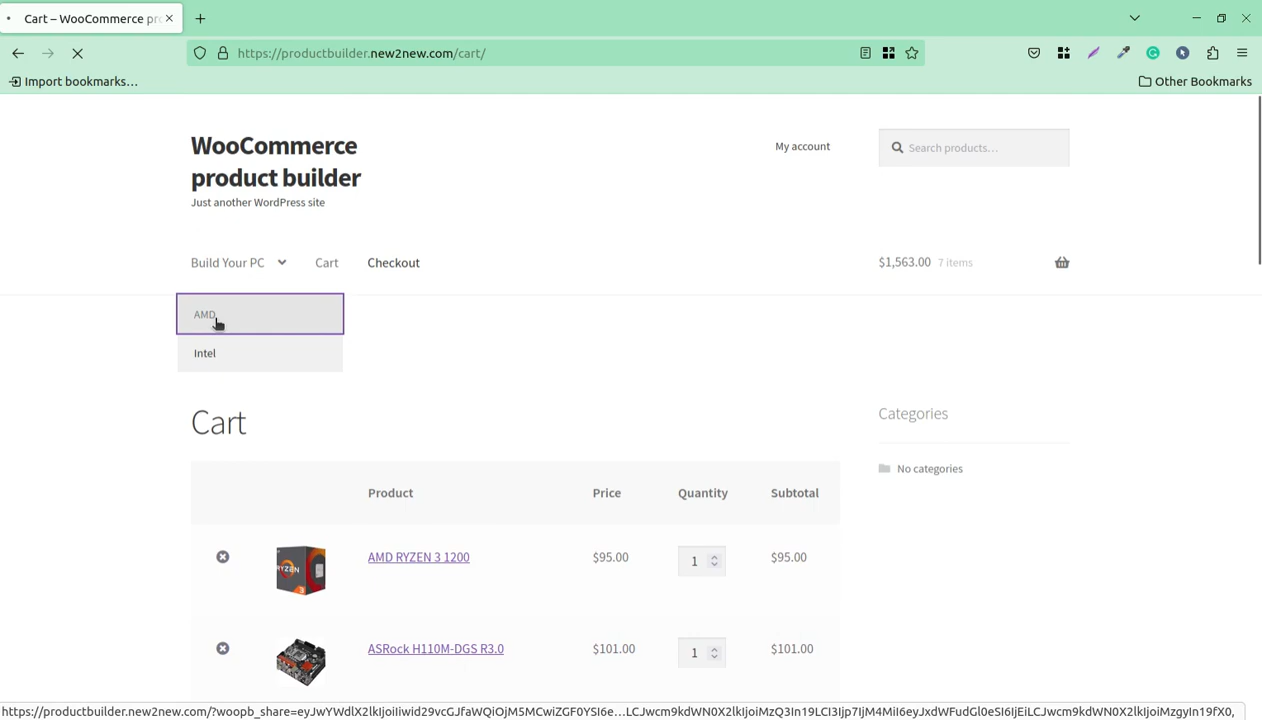 Cart – WooCommerce pro
https://productbuilder.new2new.com/cart/
Import bookmarks…
Other Bookmarks
WooCommerce
product builder
Just another WordPress site
My account
Search products…
Build Your PC
Cart
Checkout
$1,563.00 7 items
AMD
Intel
Cart
Categories
No categories
Product Price Quantity Subtotal
RYZEN
AMD RYZEN 3 1200 $95.00 1 $95.00
ASRock H110M-DGS R3.0 $101.00 1 $101.00